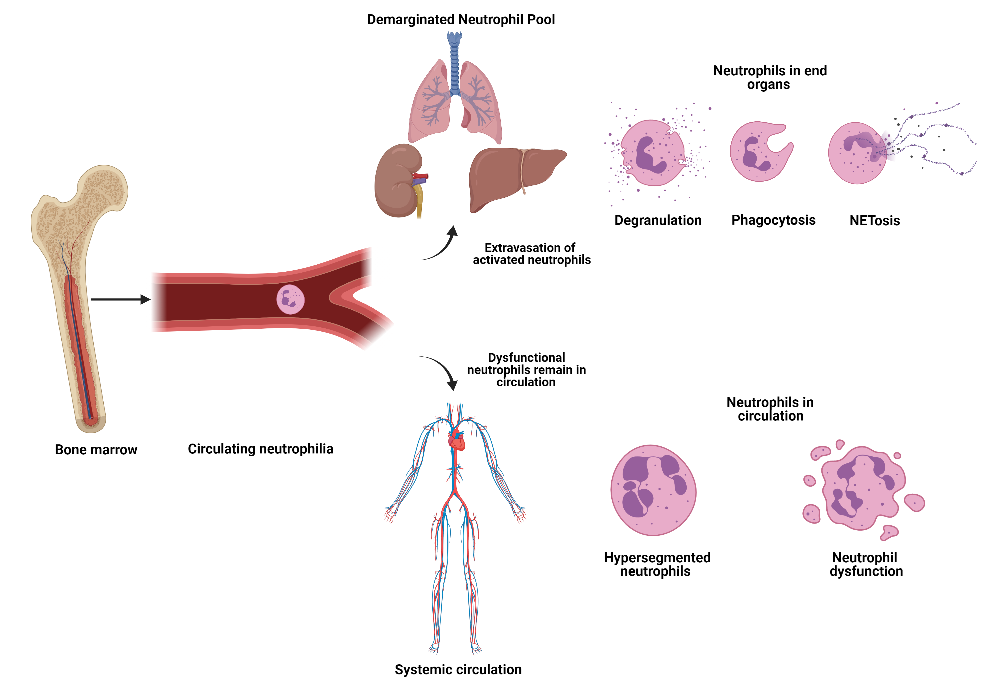 Demarginated Neutrophil Pool
Neutrophils in end
organs
Degranulation
Phagocytosis
NETosis
Extravasation of
activated neutrophils
Dysfunctional
neutrophils remain in
circulation
Neutrophils in
circulation
Bone marrow
Circulating neutrophilia
Hypersegmented
neutrophils
Neutrophil
dysfunction
Systemic circulation